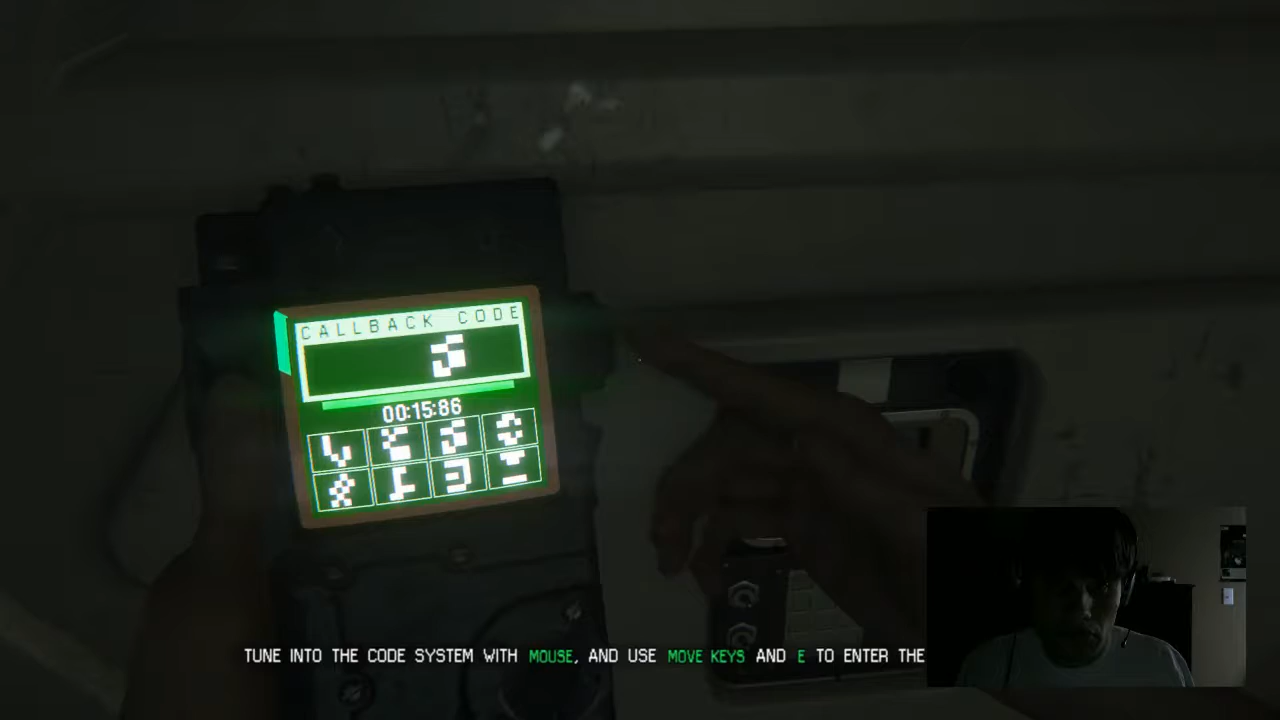 CALLBACK CODE
00:15:86
TUNE INTO THE CODE SYSTEM WITH MOUSE, AND USE MOVE KEYS AND E TO ENTER THE